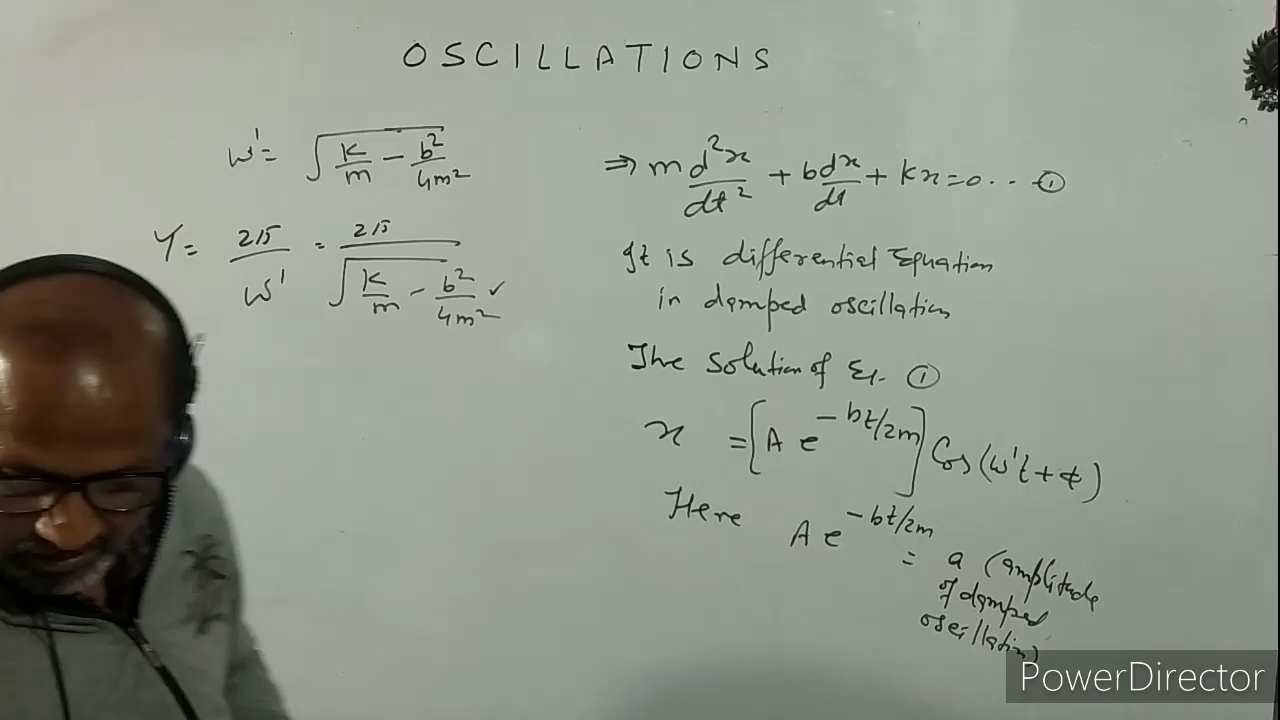 OSCILLATIONS
ω' = √(K/m − b²/4m²)
Y = 2π/ω' = 2π/√(K/m − b²/4m²) ✓
⇒ m d²x/dt² + b dx/dt + Kx = 0 .. - ①
It is differential Equation
in damped oscillation
The Solution of Eq. ①
x = [A e^(−bt/2m)] Cos(ω't + ϕ)
Here A e^(−bt/2m)
= a (amplitude
of damped
oscillation)
PowerDirector